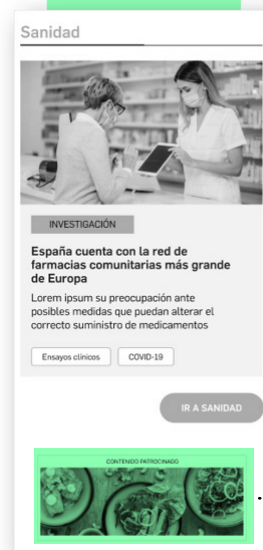 Sanidad
INVESTIGACIÓN
España cuenta con la red de
farmacias comunitarias más grande
de Europa
Lorem ipsum su preocupación ante
posibles medidas que puedan alterar el
correcto suministro de medicamentos
Ensayos clínicos
COVID-19
IR A SANIDAD
CONTENIDO PATROCINADO